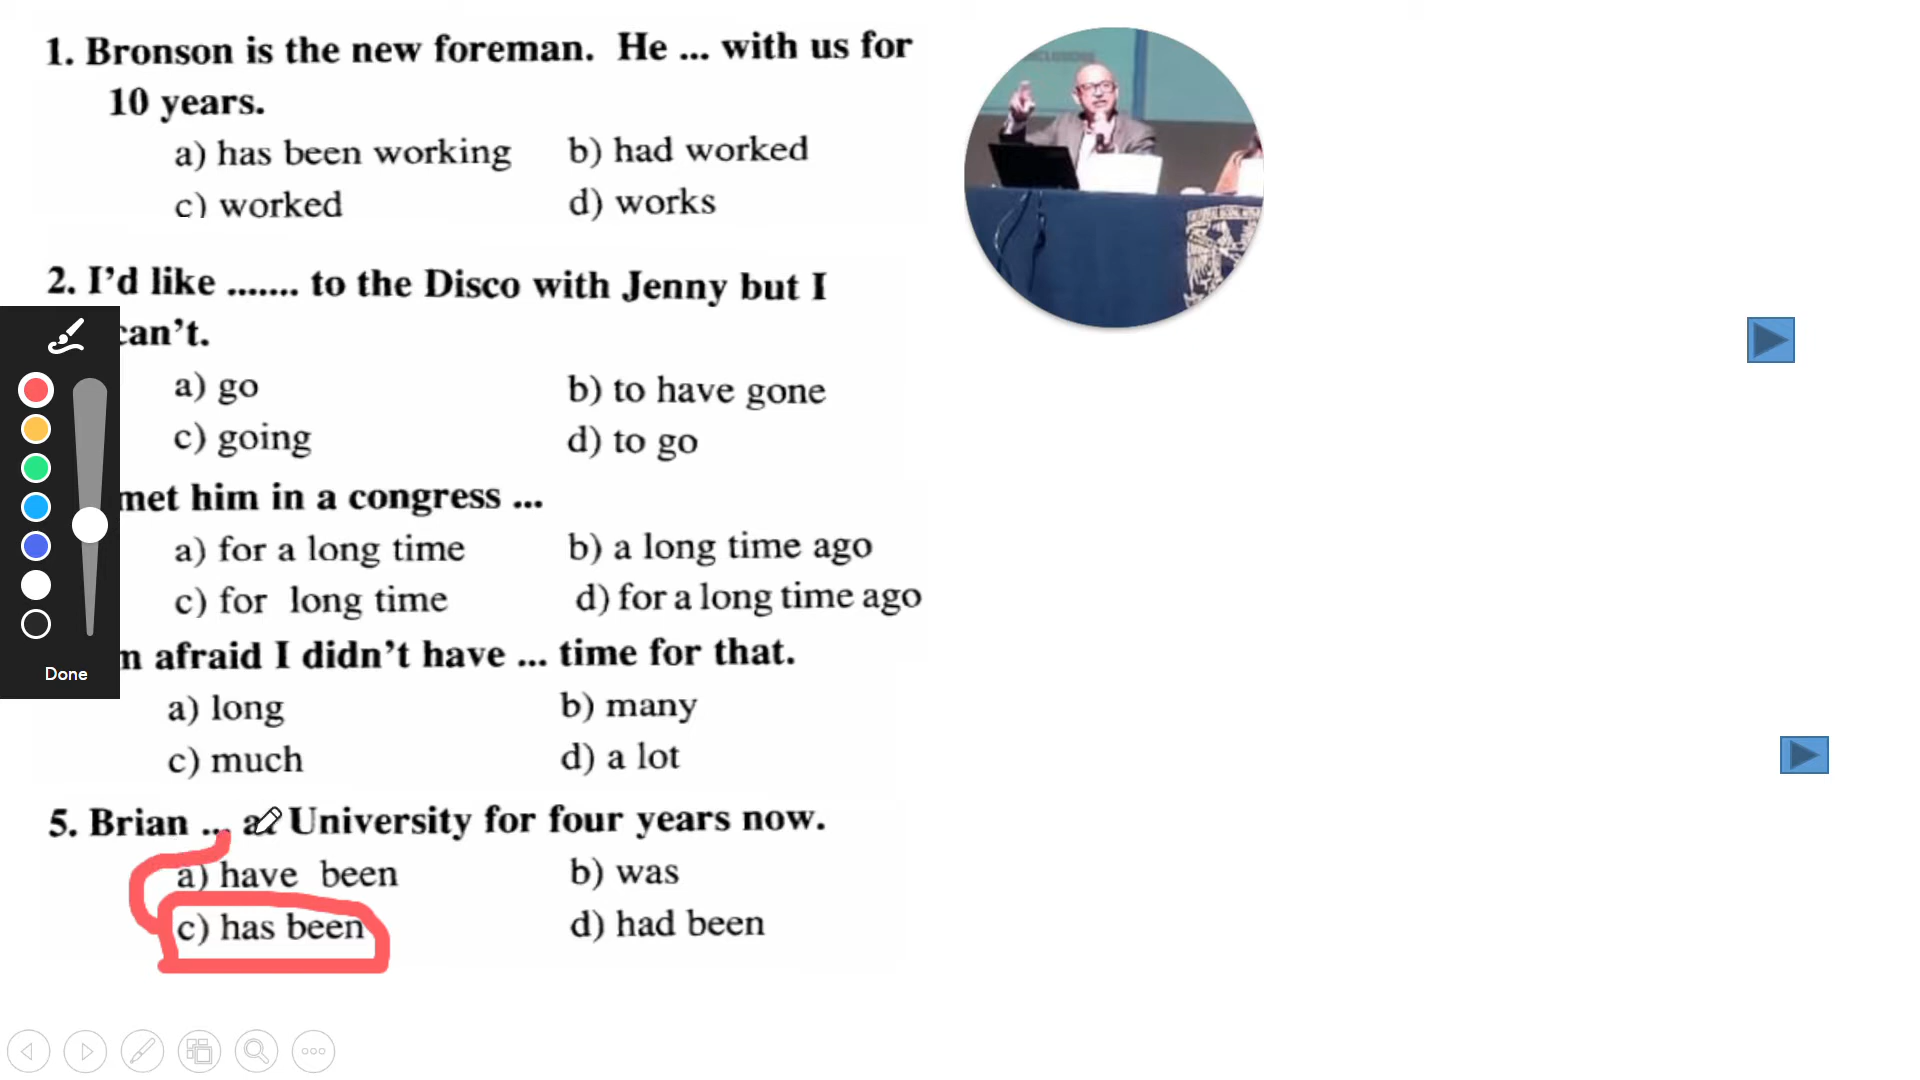 1. Bronson is the new foreman. He ... with us for
10 years.
a) has been working b) had worked
c) worked d) works
2. I'd like ....... to the Disco with Jenny but I
can't.
a) go b) to have gone
c) going d) to go
met him in a congress ...
a) for a long time b) a long time ago
c) for long time d) for a long time ago
afraid I didn't have ... time for that.
a) long b) many
c) much d) a lot
Done
5. Brian ... at University for four years now.
a) have been b) was
c) has been d) had been